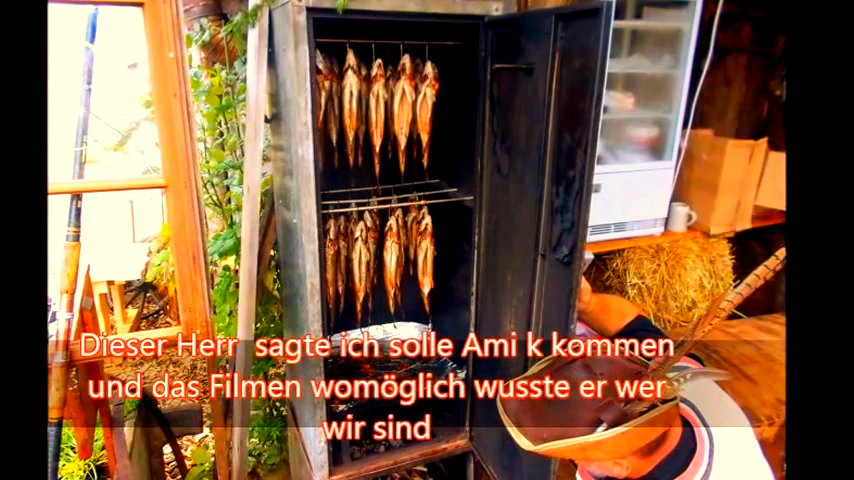 Dieser Herr  sagte ich solle Ami k kommen
und das Filmen womöglich wusste er wer
wir sind